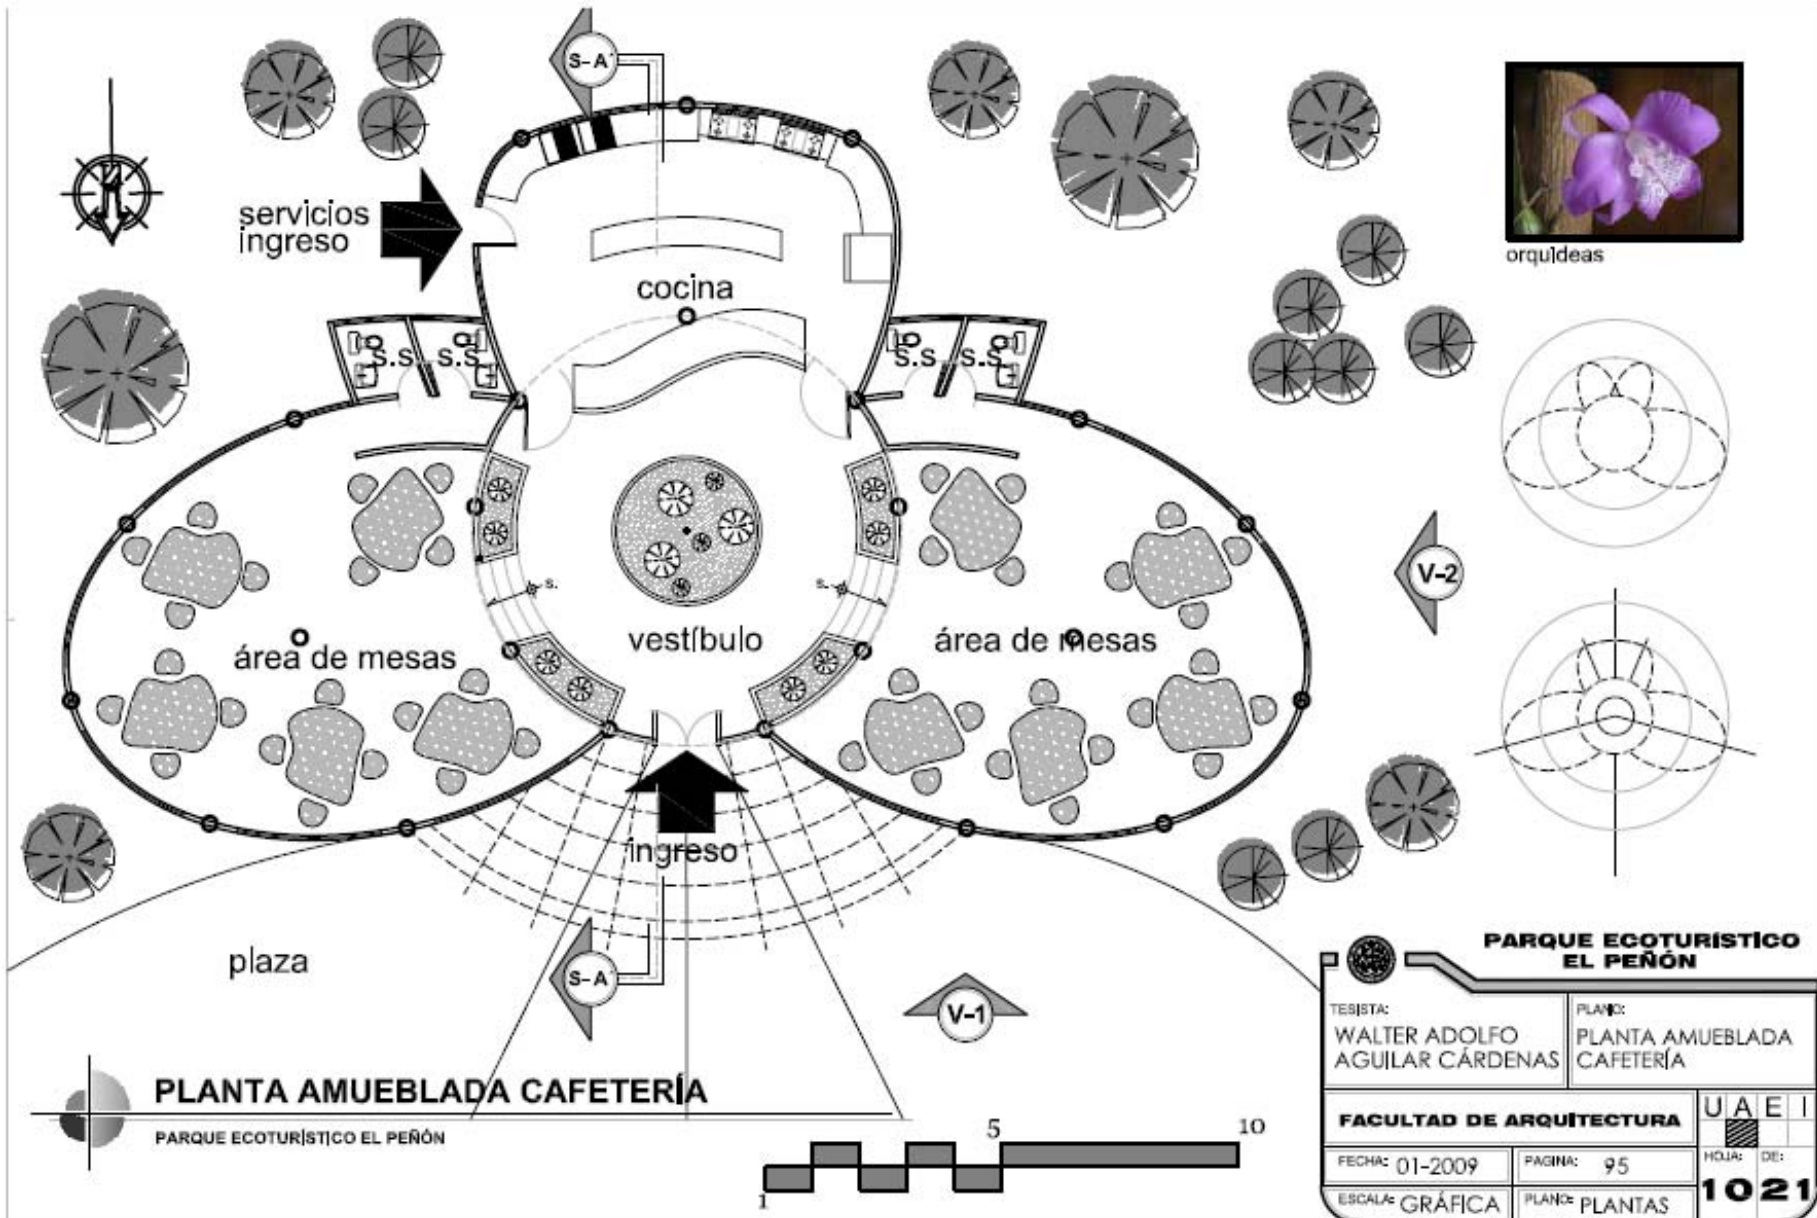 S-A'
N
servicios
ingreso
cocina
s.s
s.s
s.s
s.s
orquídeas
s.
s.
V-2
vestíbulo
área de mesas
área de mesas
ingreso
plaza
S-A'
V-1
PLANTA AMUEBLADA CAFETERÍA
PARQUE ECOTURÍSTICO EL PEÑÓN
1
5
10
PARQUE ECOTURÍSTICO
EL PEÑÓN
TESISTA:
WALTER ADOLFO
AGUILAR CÁRDENAS
PLANO:
PLANTA AMUEBLADA
CAFETERÍA
FACULTAD DE ARQUITECTURA
U A E I
FECHA: 01-2009
PAGINA: 95
HOJA:
DE:
10 21
ESCALA: GRÁFICA
PLANO: PLANTAS